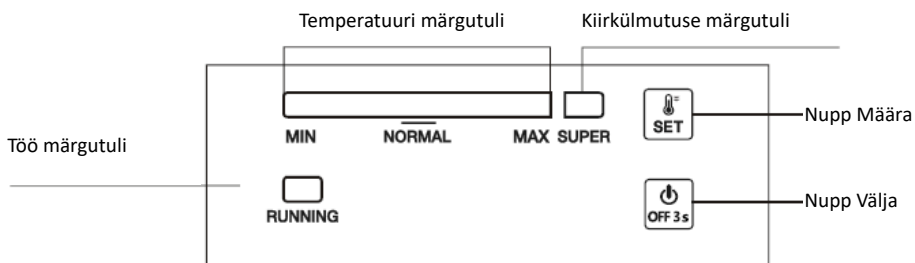 Temperatuuri märgutuli
Kiirkülmutuse märgutuli
MIN
NORMAL
MAX
SUPER
SET
Nupp Määra
Töö märgutuli
RUNNING
OFF 3s
Nupp Välja